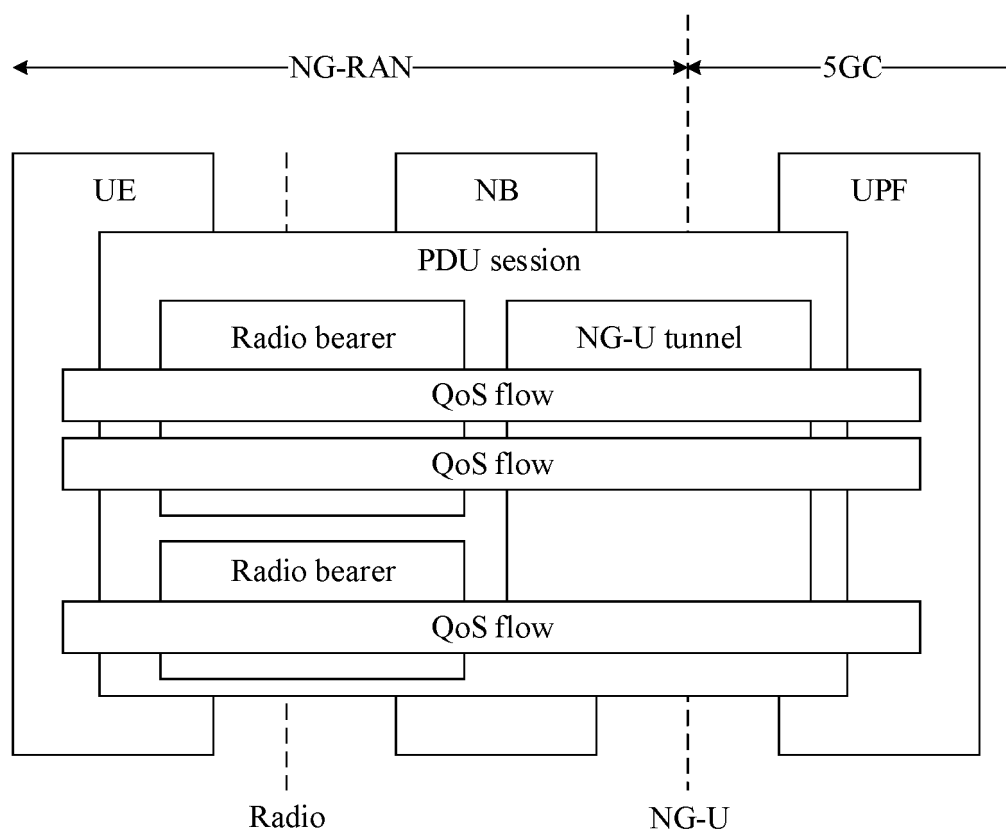 NG-RAN
5GC
UE
NB
UPF
PDU session
Radio bearer
NG-U tunnel
QoS flow
QoS flow
Radio bearer
QoS flow
Radio
NG-U